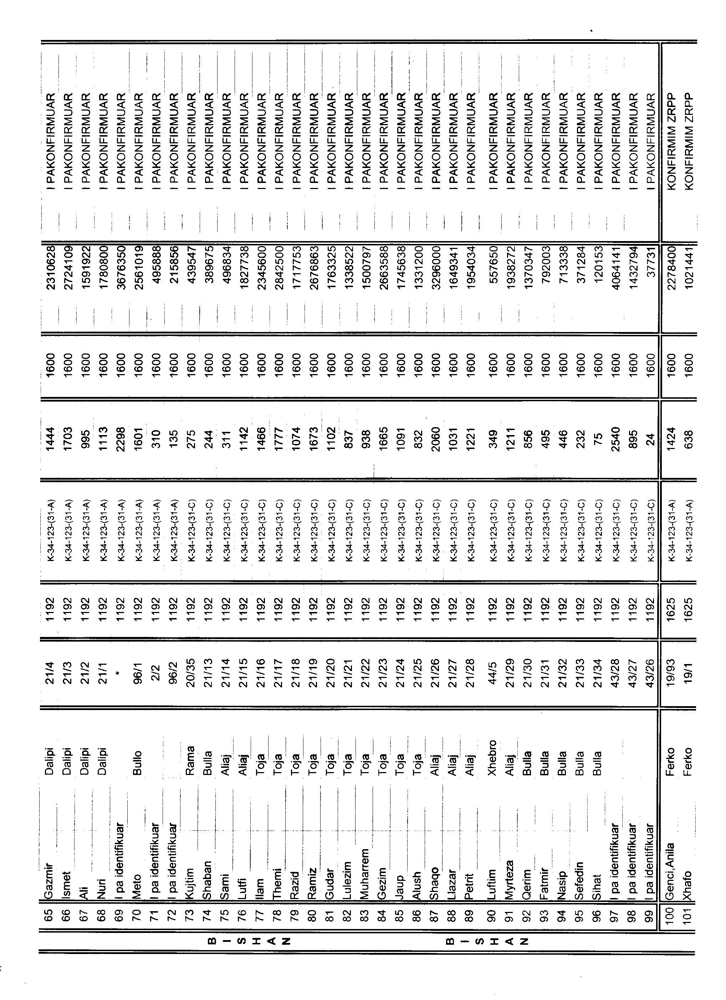 65 Gazmir Dalipi 21/4 1192 K-34-123-(31-A) 1444 1600 2310628 I PAKONFIRMUAR
66 Ismet Dalipi 21/3 1192 K-34-123-(31-A) 1703 1600 2724109 I PAKONFIRMUAR
67 Ali Dalipi 21/2 1192 K-34-123-(31-A) 995 1600 1591922 I PAKONFIRMUAR
68 Nuri Dalipi 21/1 1192 K-34-123-(31-A) 1113 1600 1780800 I PAKONFIRMUAR
69 I pa identifikuar * 1192 K-34-123-(31-A) 2298 1600 3676350 I PAKONFIRMUAR
70 Meto Bullo 96/1 1192 K-34-123-(31-A) 1601 1600 2561019 I PAKONFIRMUAR
71 I pa identifikuar 2/2 1192 K-34-123-(31-A) 310 1600 495888 I PAKONFIRMUAR
72 I pa identifikuar 96/2 1192 K-34-123-(31-A) 135 1600 215856 I PAKONFIRMUAR
73 Kujtim Rama 20/35 1192 K-34-123-(31-C) 275 1600 439547 I PAKONFIRMUAR
74 Shaban Bulla 21/13 1192 K-34-123-(31-C) 244 1600 389675 I PAKONFIRMUAR
75 Sami Aliaj 21/14 1192 K-34-123-(31-C) 311 1600 496834 I PAKONFIRMUAR
76 Lutfi Aliaj 21/15 1192 K-34-123-(31-C) 1142 1600 1827738 I PAKONFIRMUAR
77 Illam Toja 21/16 1192 K-34-123-(31-C) 1466 1600 2345600 I PAKONFIRMUAR
78 Themi Toja 21/17 1192 K-34-123-(31-C) 1777 1600 2842500 I PAKONFIRMUAR
79 Razid Toja 21/18 1192 K-34-123-(31-C) 1074 1600 1717753 I PAKONFIRMUAR
80 Ramiz Toja 21/19 1192 K-34-123-(31-C) 1673 1600 2676863 I PAKONFIRMUAR
81 Gudar Toja 21/20 1192 K-34-123-(31-C) 1102 1600 1763325 I PAKONFIRMUAR
82 Lulezim Toja 21/21 1192 K-34-123-(31-C) 837 1600 1338522 I PAKONFIRMUAR
83 Muharrem Toja 21/22 1192 K-34-123-(31-C) 938 1600 1500797 I PAKONFIRMUAR
84 Gezim Toja 21/23 1192 K-34-123-(31-C) 1665 1600 2663588 I PAKONFIRMUAR
85 Jaup Toja 21/24 1192 K-34-123-(31-C) 1091 1600 1745638 I PAKONFIRMUAR
86 Alush Toja 21/25 1192 K-34-123-(31-C) 832 1600 1331200 I PAKONFIRMUAR
87 Shaqo Aliaj 21/26 1192 K-34-123-(31-C) 2060 1600 3296000 I PAKONFIRMUAR
88 Llazar Aliaj 21/27 1192 K-34-123-(31-C) 1031 1600 1649341 I PAKONFIRMUAR
89 Petrit Aliaj 21/28 1192 K-34-123-(31-C) 1221 1600 1954034 I PAKONFIRMUAR
90 Luftim Xhebro 44/5 1192 K-34-123-(31-C) 349 1600 557650 I PAKONFIRMUAR
91 Myrteza Aliaj 21/29 1192 K-34-123-(31-C) 1211 1600 1938272 I PAKONFIRMUAR
92 Qerim Bulla 21/30 1192 K-34-123-(31-C) 856 1600 1370347 I PAKONFIRMUAR
93 Fatmir Bulla 21/31 1192 K-34-123-(31-C) 495 1600 792003 I PAKONFIRMUAR
94 Nasip Bulla 21/32 1192 K-34-123-(31-C) 446 1600 713338 I PAKONFIRMUAR
95 Sefedin Bulla 21/33 1192 K-34-123-(31-C) 232 1600 371284 I PAKONFIRMUAR
96 Sihat Bulla 21/34 1192 K-34-123-(31-C) 75 1600 120153 I PAKONFIRMUAR
97 I pa identifikuar 43/28 1192 K-34-123-(31-C) 2540 1600 4064141 I PAKONFIRMUAR
98 I pa identifikuar 43/27 1192 K-34-123-(31-C) 895 1600 1432794 I PAKONFIRMUAR
99 I pa identifikuar 43/26 1192 K-34-123-(31-C) 24 1600 37731 I PAKONFIRMUAR
100 Genci,Anila Ferko 19/93 1625 K-34-123-(31-A) 1424 1600 2278400 KONFIRMIM ZRPP
101 Xhafo Ferko 19/1 1625 K-34-123-(31-A) 638 1600 1021441 KONFIRMIM ZRPP
BISHAN
BISHAN